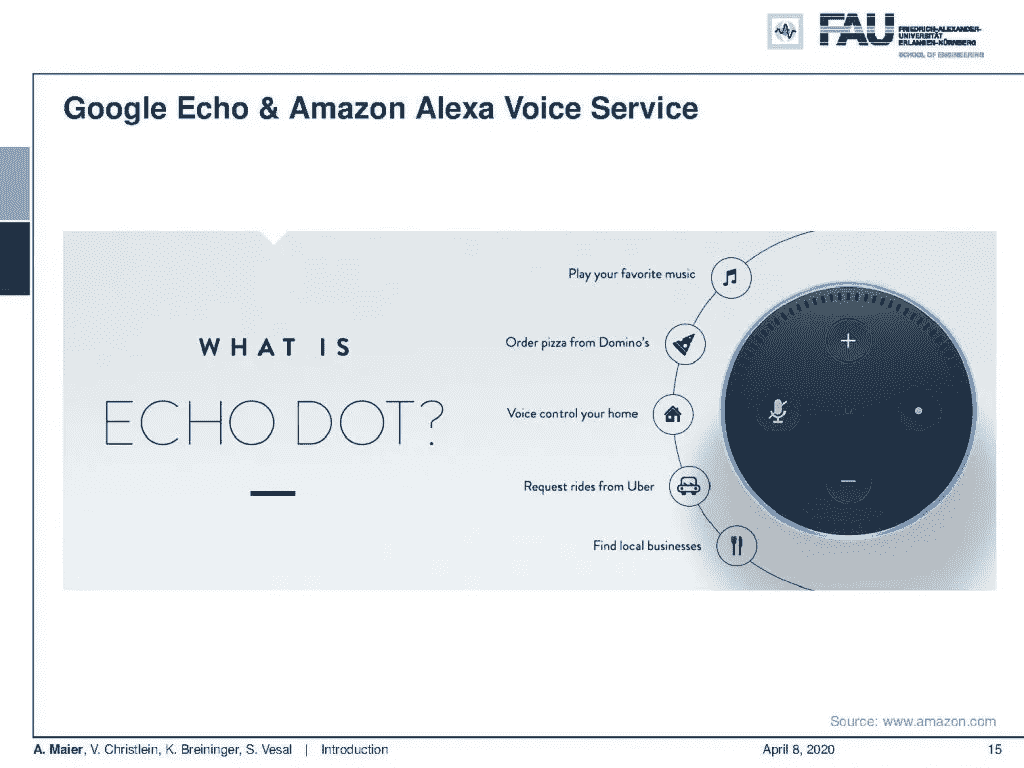 FAU
FRIEDRICH-ALEXANDER-
UNIVERSITÄT
ERLANGEN-NÜRNBERG
SCHOOL OF ENGINEERING
Google Echo & Amazon Alexa Voice Service
WHAT IS
ECHO DOT?
Play your favorite music
Order pizza from Domino's
Voice control your home
Request rides from Uber
Find local businesses
Source: www.amazon.com
A. Maier, V. Christlein, K. Breininger, S. Vesal | Introduction April 8, 2020 15